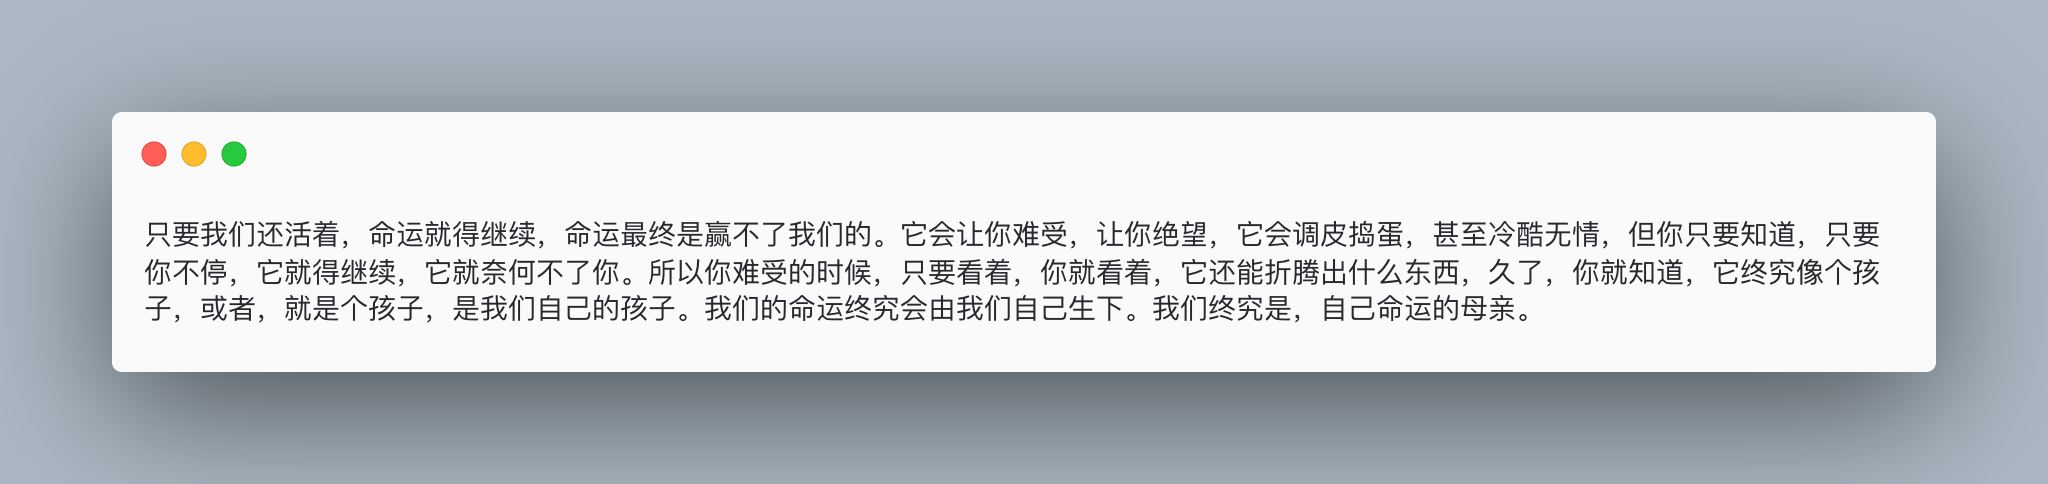 只要我们还活着，命运就得继续，命运最终是赢不了我们的。它会让你难受，让你绝望，它会调皮捣蛋，甚至冷酷无情，但你只要知道，只要
你不停，它就得继续，它就奈何不了你。所以你难受的时候，只要看着，你就看着，它还能折腾出什么东西，久了，你就知道，它终究像个孩
子，或者，就是个孩子，是我们自己的孩子。我们的命运终究会由我们自己生下。我们终究是，自己命运的母亲。